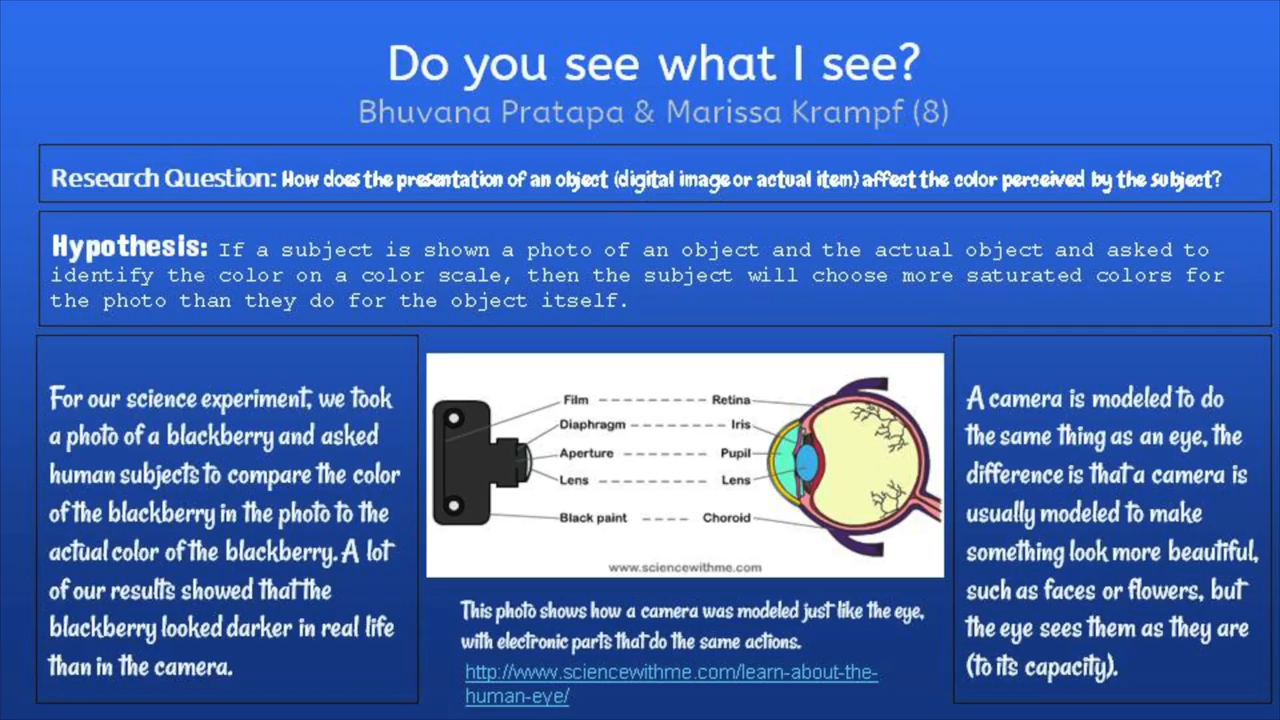 Do you see what I see?
Bhuvana Pratapa & Marissa Krampf (8)
Research Question: How does the presentation of an object (digital image or actual item) affect the color perceived by the subject?
Hypothesis: If a subject is shown a photo of an object and the actual object and asked to
identify the color on a color scale, then the subject will choose more saturated colors for
the photo than they do for the object itself.
For our science experiment, we took
a photo of a blackberry and asked
human subjects to compare the color
of the blackberry in the photo to the
actual color of the blackberry. A lot
of our results showed that the
blackberry looked darker in real life
than in the camera.
Film Retina
Diaphragm Iris
Aperture Pupil
Lens Lens
Black paint Choroid
www.sciencewithme.com
This photo shows how a camera was modeled just like the eye,
with electronic parts that do the same actions.
http://www.sciencewithme.com/learn-about-the-
human-eye/
A camera is modeled to do
the same thing as an eye, the
difference is that a camera is
usually modeled to make
something look more beautiful,
such as faces or flowers, but
the eye sees them as they are
(to its capacity).